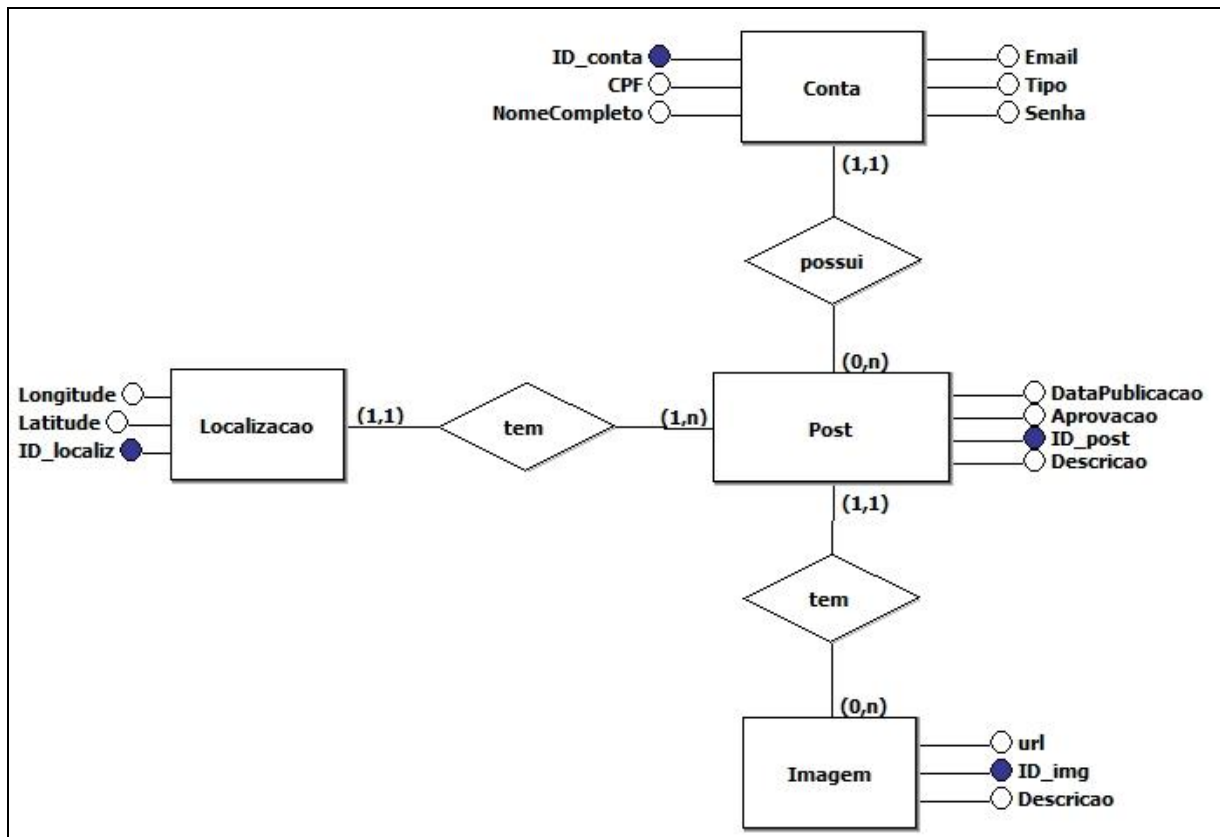 ID_conta
CPF
NomeCompleto
Conta
Email
Tipo
Senha
(1,1)
possui
(0,n)
Longitude
Latitude
ID_localiz
Localizacao
(1,1)
tem
(1,n)
Post
DataPublicacao
Aprovacao
ID_post
Descricao
(1,1)
tem
(0,n)
Imagem
url
ID_img
Descricao